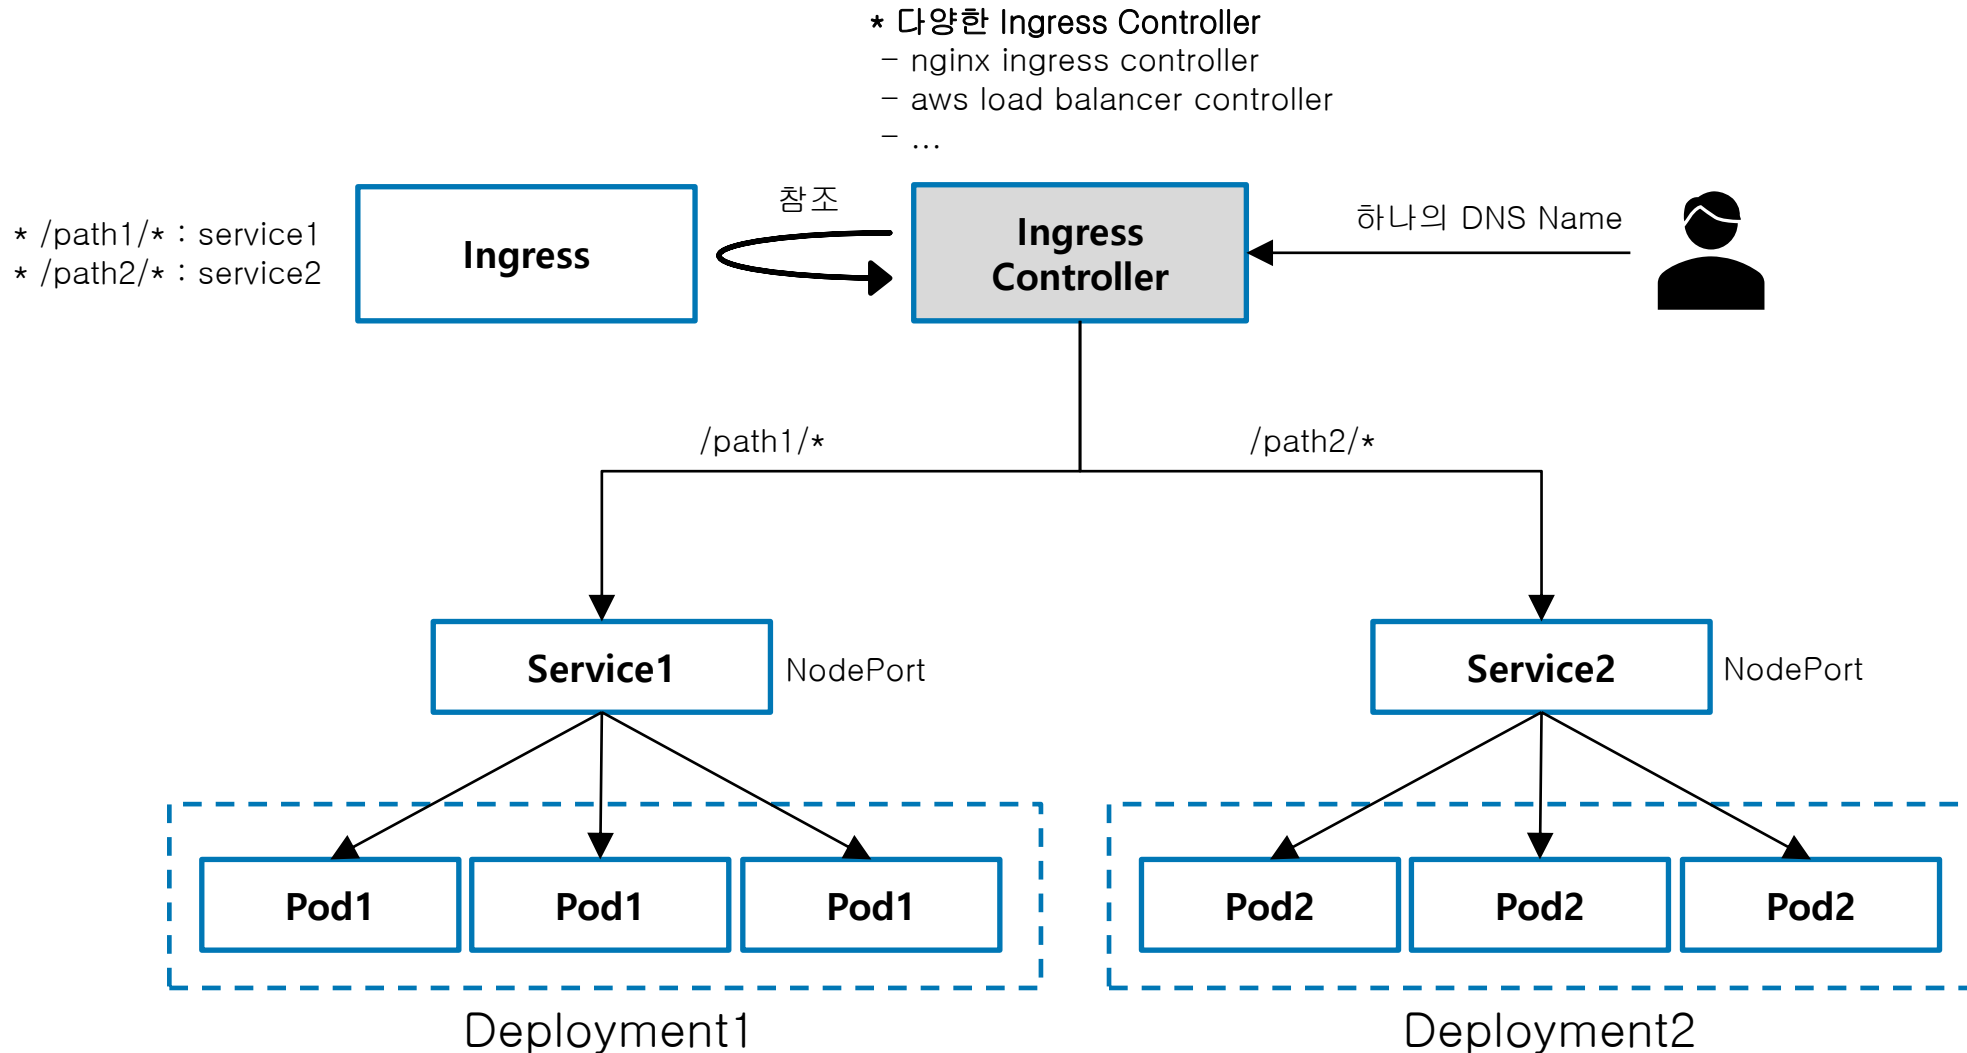 * 다양한 Ingress Controller
- nginx ingress controller
- aws load balancer controller
- ...
* /path1/* : service1
* /path2/* : service2
Ingress
참조
Ingress
Controller
하나의 DNS Name
/path1/*
/path2/*
Service1
NodePort
Service2
NodePort
Pod1
Pod1
Pod1
Pod2
Pod2
Pod2
Deployment1
Deployment2